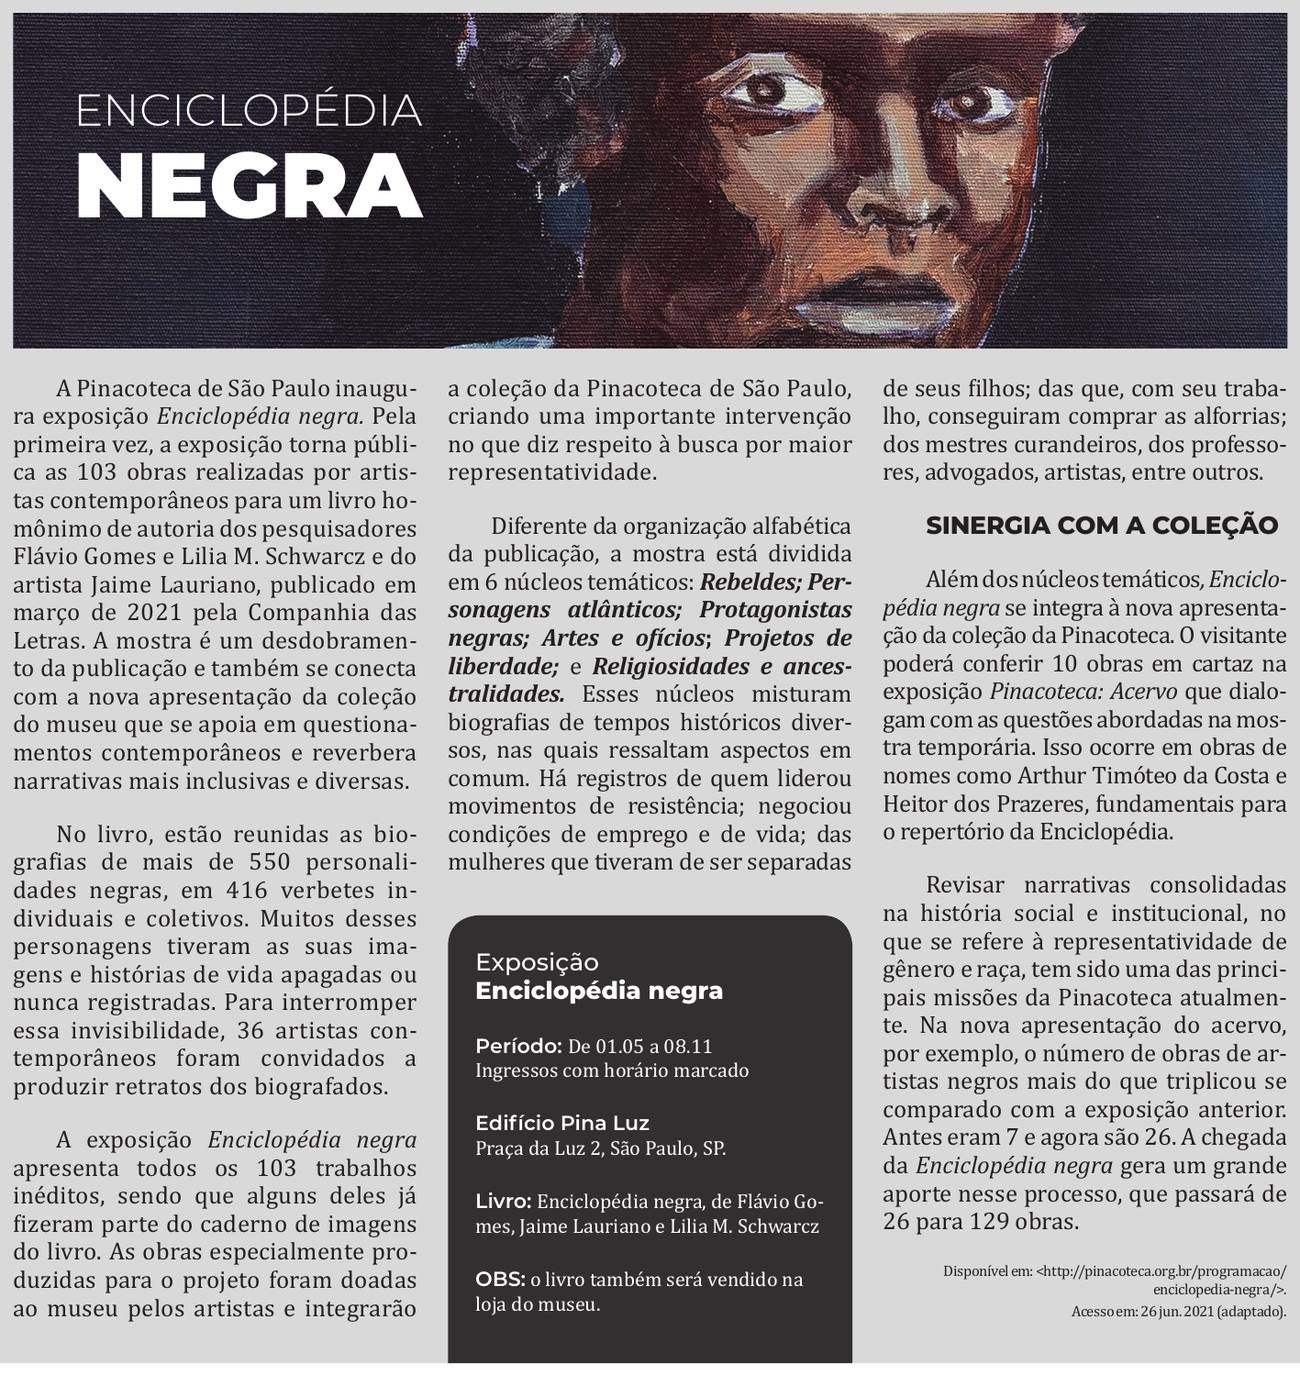 ENCICLOPÉDIA
NEGRA
A Pinacoteca de São Paulo inaugu-
ra exposição Enciclopédia negra. Pela
primeira vez, a exposição torna públi-
ca as 103 obras realizadas por artis-
tas contemporâneos para um livro ho-
mônimo de autoria dos pesquisadores
Flávio Gomes e Lilia M. Schwarcz e do
artista Jaime Lauriano, publicado em
março de 2021 pela Companhia das
Letras. A mostra é um desdobramen-
to da publicação e também se conecta
com a nova apresentação da coleção
do museu que se apoia em questiona-
mentos contemporâneos e reverbera
narrativas mais inclusivas e diversas.
No livro, estão reunidas as bio-
grafias de mais de 550 personali-
dades negras, em 416 verbetes in-
dividuais e coletivos. Muitos desses
personagens tiveram as suas ima-
gens e histórias de vida apagadas ou
nunca registradas. Para interromper
essa invisibilidade, 36 artistas con-
temporâneos foram convidados a
produzir retratos dos biografados.
A exposição Enciclopédia negra
apresenta todos os 103 trabalhos
inéditos, sendo que alguns deles já
fizeram parte do caderno de imagens
do livro. As obras especialmente pro-
duzidas para o projeto foram doadas
ao museu pelos artistas e integrarão
a coleção da Pinacoteca de São Paulo,
criando uma importante intervenção
no que diz respeito à busca por maior
representatividade.
Diferente da organização alfabética
da publicação, a mostra está dividida
em 6 núcleos temáticos: Rebeldes; Per-
sonagens atlânticos; Protagonistas
negras; Artes e ofícios; Projetos de
liberdade; e Religiosidades e ances-
tralidades. Esses núcleos misturam
biografias de tempos históricos diver-
sos, nas quais ressaltam aspectos em
comum. Há registros de quem liderou
movimentos de resistência; negociou
condições de emprego e de vida; das
mulheres que tiveram de ser separadas
Exposição
Enciclopédia negra
Período: De 01.05 a 08.11
Ingressos com horário marcado
Edifício Pina Luz
Praça da Luz 2, São Paulo, SP.
Livro: Enciclopédia negra, de Flávio Go-
mes, Jaime Lauriano e Lilia M. Schwarcz
OBS: o livro também será vendido na
loja do museu.
de seus filhos; das que, com seu traba-
lho, conseguiram comprar as alforrias;
dos mestres curandeiros, dos professo-
res, advogados, artistas, entre outros.
SINERGIA COM A COLEÇÃO
Além dos núcleos temáticos, Enciclo-
pédia negra se integra à nova apresenta-
ção da coleção da Pinacoteca. O visitante
poderá conferir 10 obras em cartaz na
exposição Pinacoteca: Acervo que dialo-
gam com as questões abordadas na mos-
tra temporária. Isso ocorre em obras de
nomes como Arthur Timóteo da Costa e
Heitor dos Prazeres, fundamentais para
o repertório da Enciclopédia.
Revisar narrativas consolidadas
na história social e institucional, no
que se refere à representatividade de
gênero e raça, tem sido uma das princi-
pais missões da Pinacoteca atualmen-
te. Na nova apresentação do acervo,
por exemplo, o número de obras de ar-
tistas negros mais do que triplicou se
comparado com a exposição anterior.
Antes eram 7 e agora são 26. A chegada
da Enciclopédia negra gera um grande
aporte nesse processo, que passará de
26 para 129 obras.
Disponível em: <http://pinacoteca.org.br/programacao/
enciclopedia-negra/>.
Acesso em: 26 jun. 2021 (adaptado).